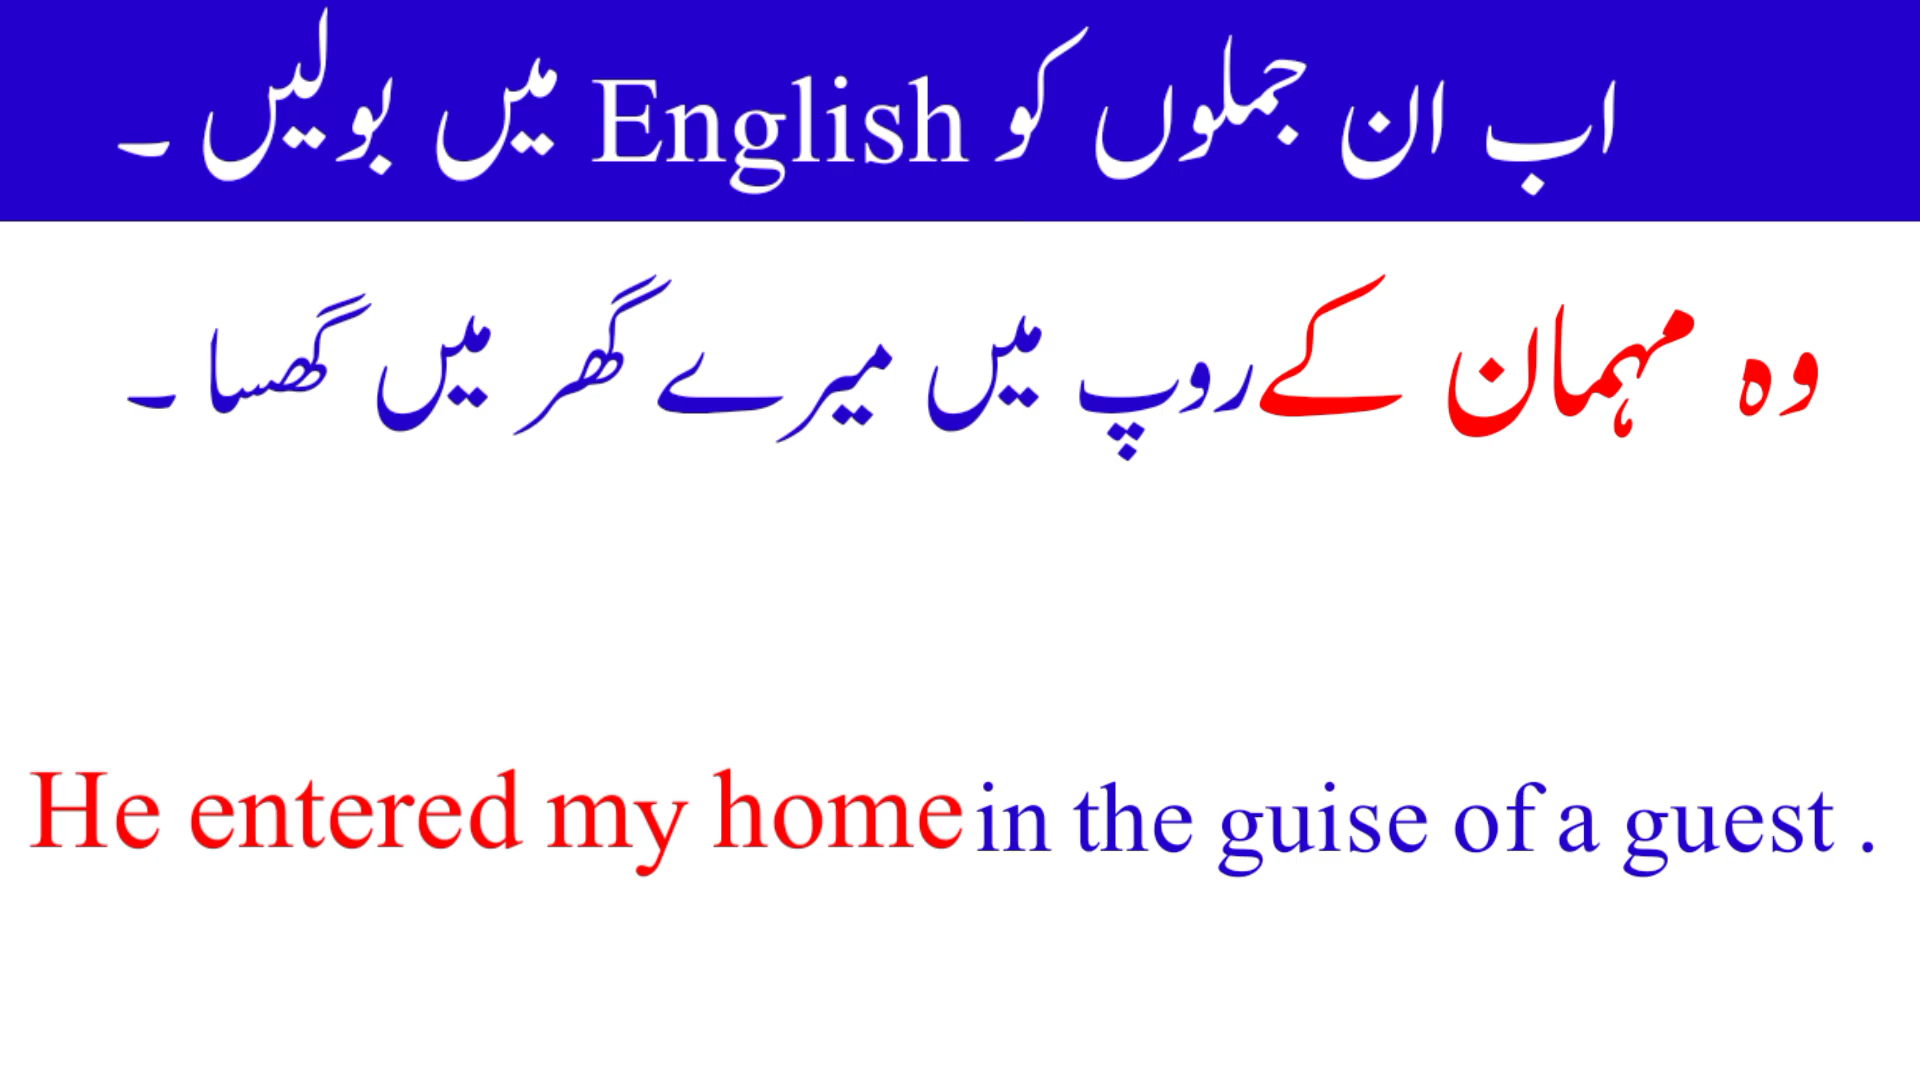 اب ان جملوں کو English میں بولیں ۔
وہ مہمان کے روپ میں میرے گھر میں گھسا ۔
He entered my home in the guise of a guest .